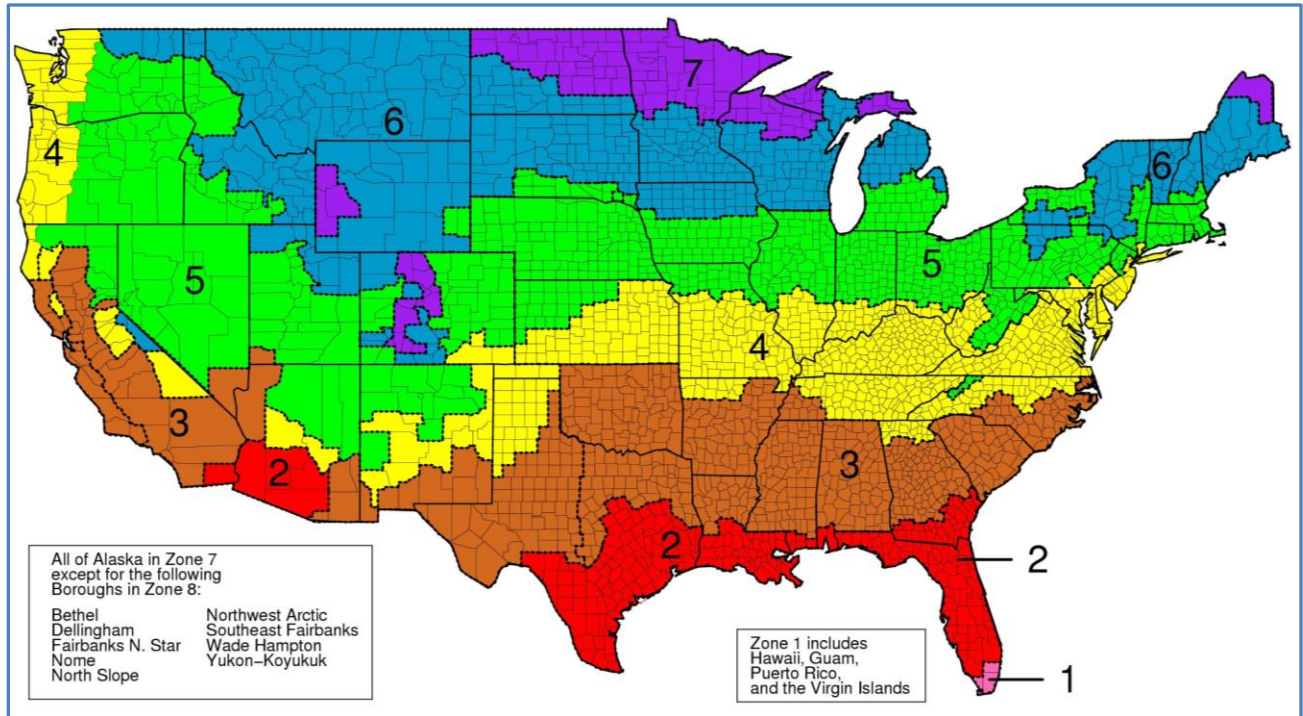 7
6
4
6
5
5
4
3
3
2
2
2
1
All of Alaska in Zone 7
except for the following
Boroughs in Zone 8:
Bethel Northwest Arctic
Dellingham Southeast Fairbanks
Fairbanks N. Star Wade Hampton
Nome Yukon-Koyukuk
North Slope
Zone 1 includes
Hawaii, Guam,
Puerto Rico,
and the Virgin Islands